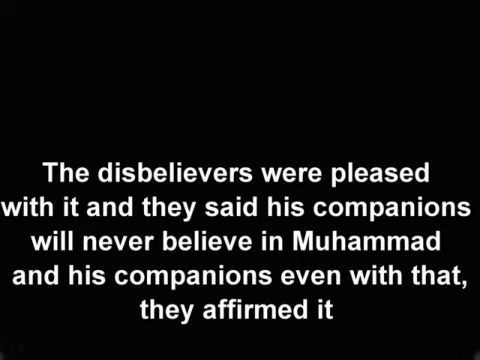 The disbelievers were pleased
with it and they said his companions
will never believe in Muhammad
and his companions even with that,
they affirmed it